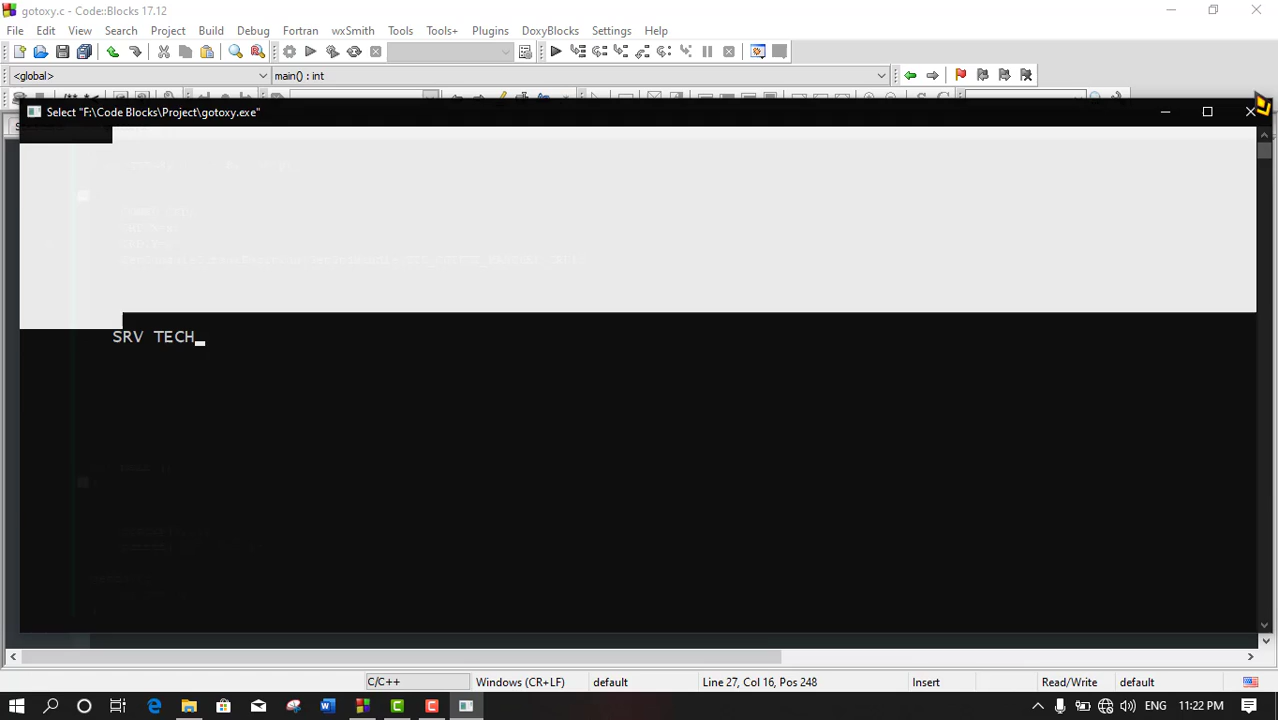 gotoxy.c - Code::Blocks 17.12
File Edit View Search Project Build Debug Fortran wxSmith Tools Tools+ Plugins DoxyBlocks Settings Help
<global> main() : int
Select "F:\Code Blocks\Project\gotoxy.exe"
SRV TECH_
C/C++ Windows (CR+LF) default Line 27, Col 16, Pos 248 Insert Read/Write default
ENG 11:22 PM